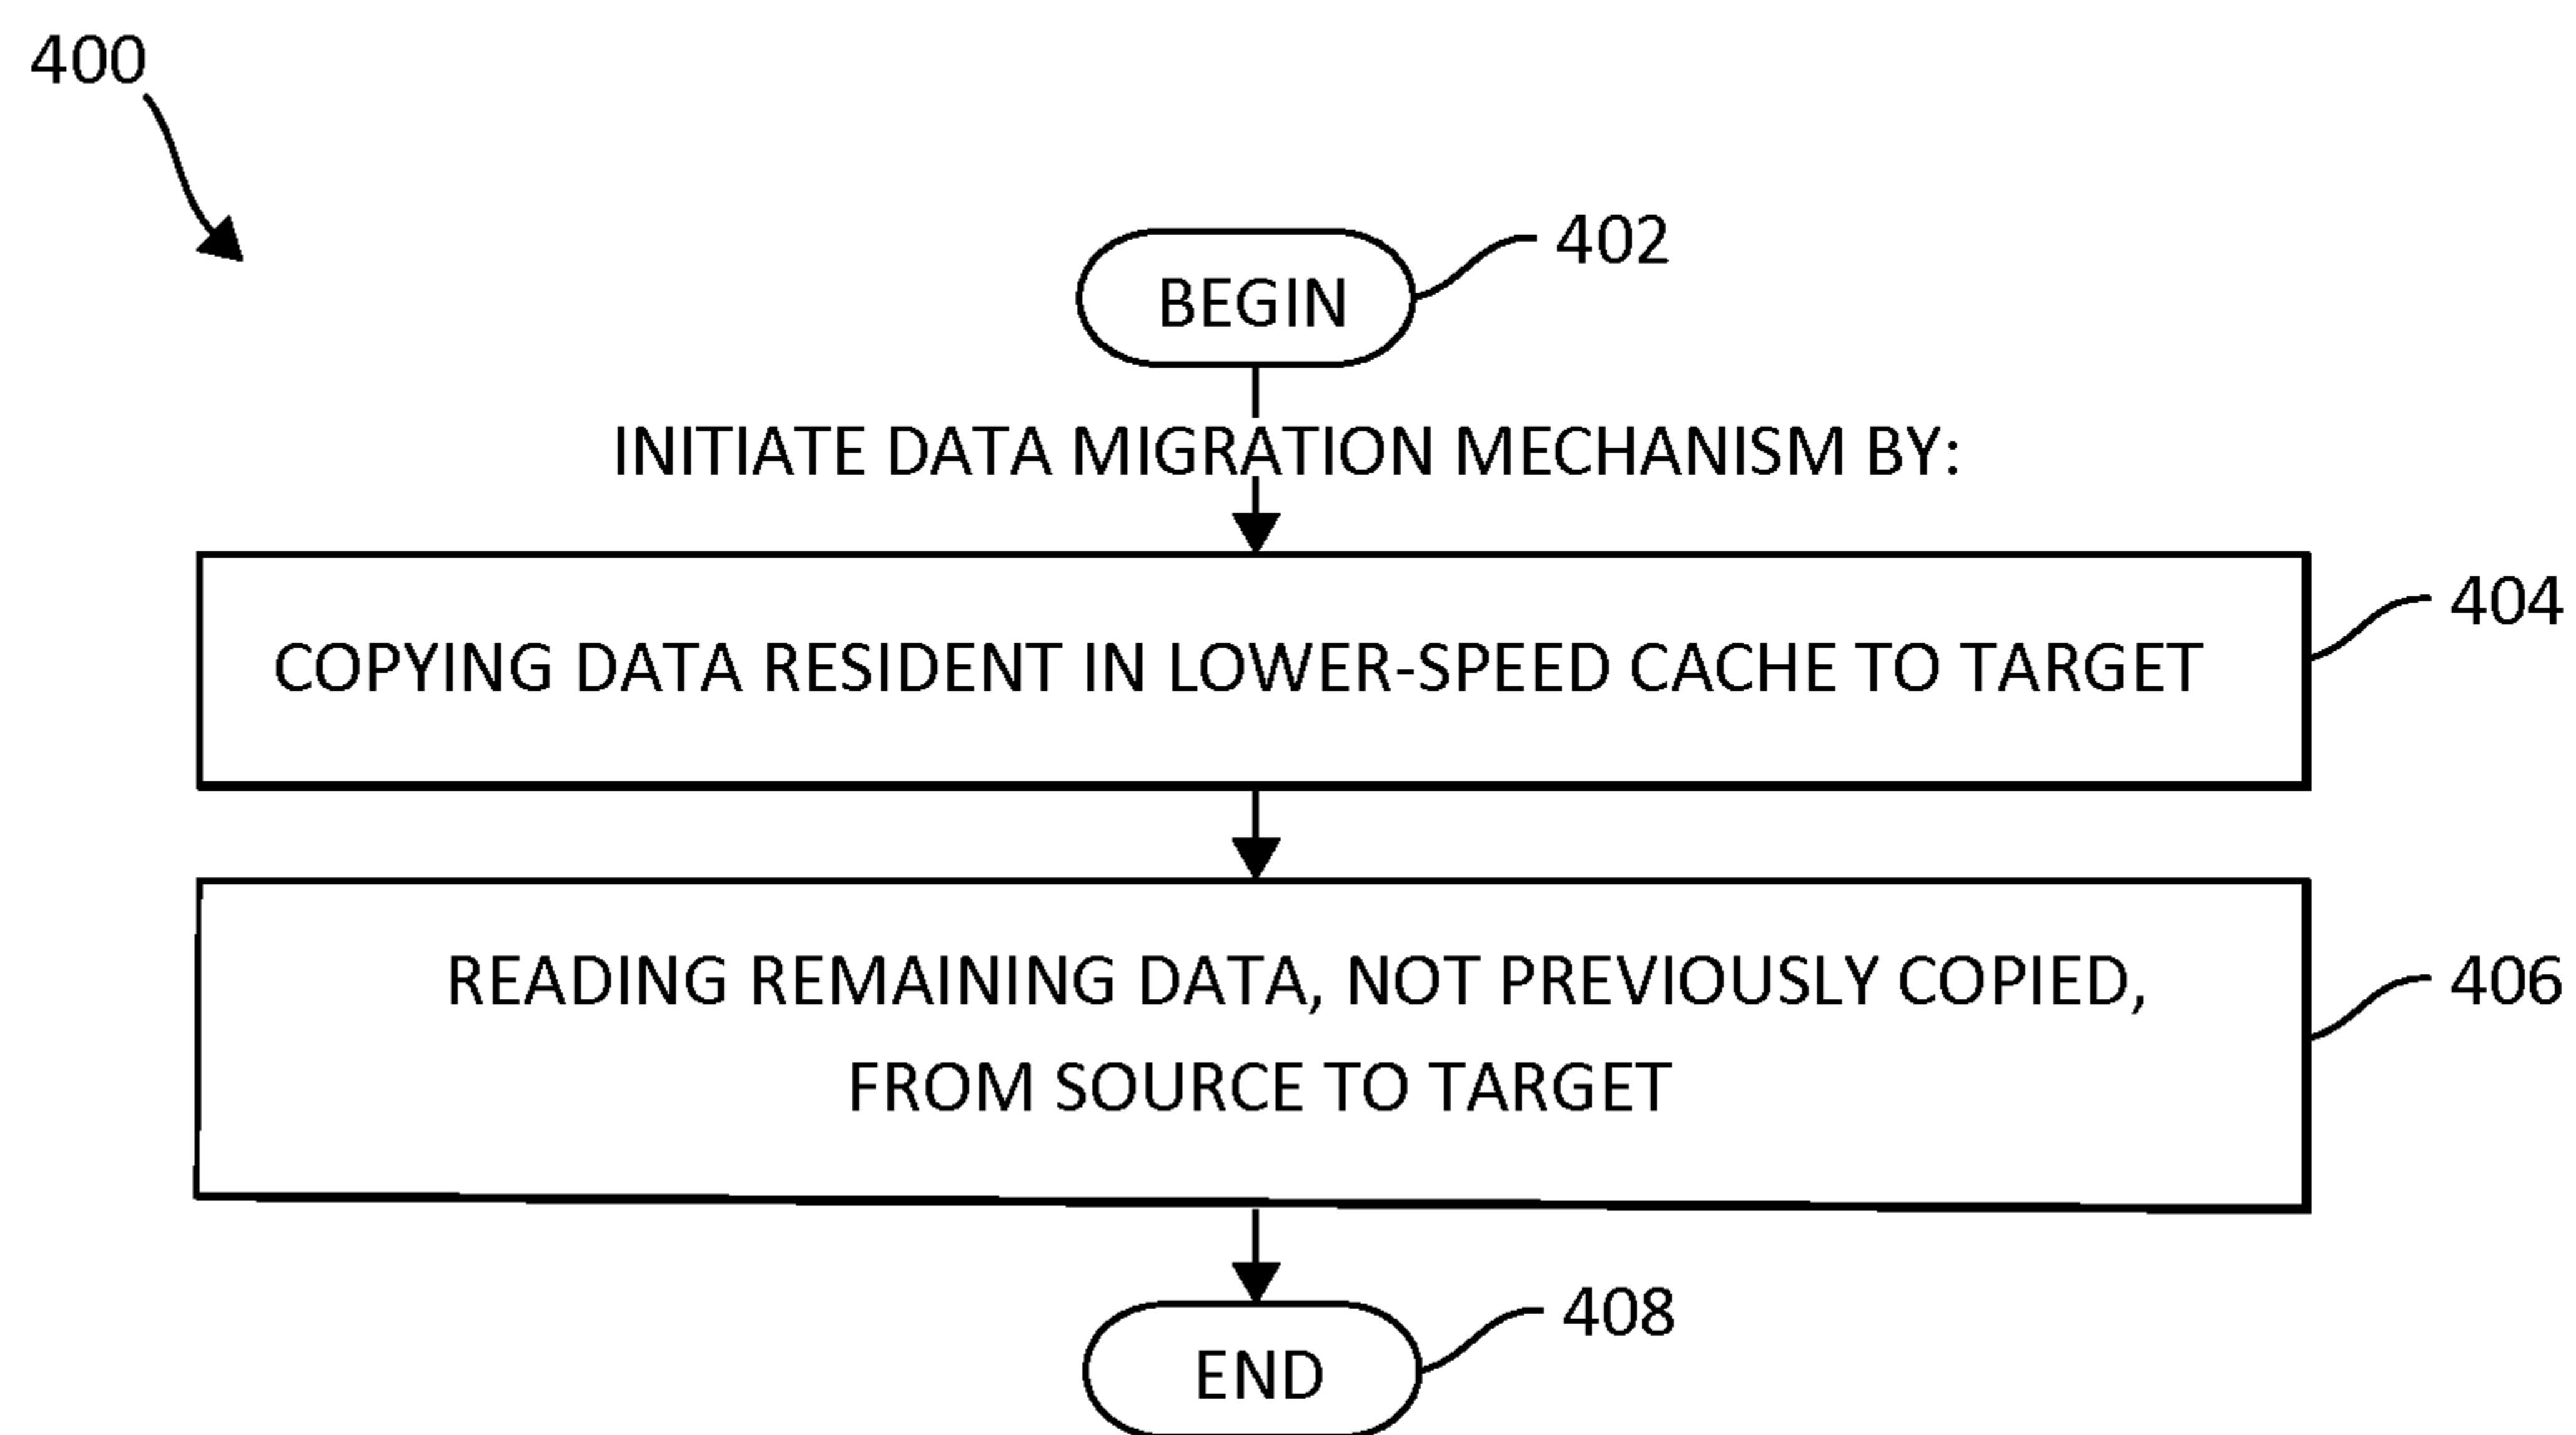 400
BEGIN
402
INITIATE DATA MIGRATION MECHANISM BY:
COPYING DATA RESIDENT IN LOWER-SPEED CACHE TO TARGET
404
READING REMAINING DATA, NOT PREVIOUSLY COPIED,
FROM SOURCE TO TARGET
406
END
408